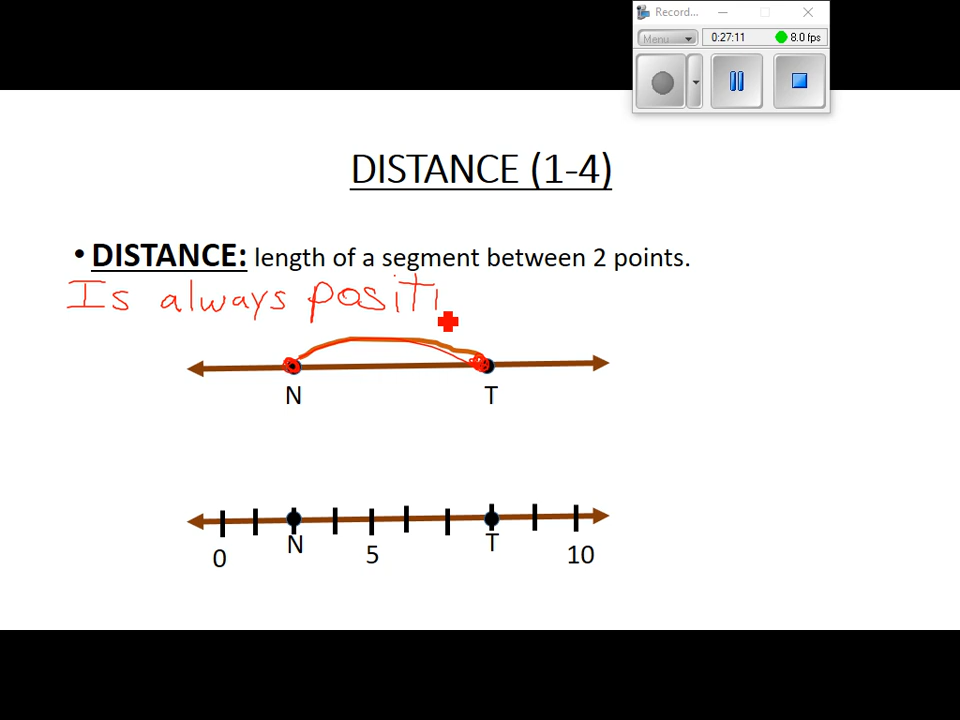 Record...
Menu 0:27:11 8.0 fps
DISTANCE (1-4)
• DISTANCE: length of a segment between 2 points.
Is always positi
N T
N T
0 5 10